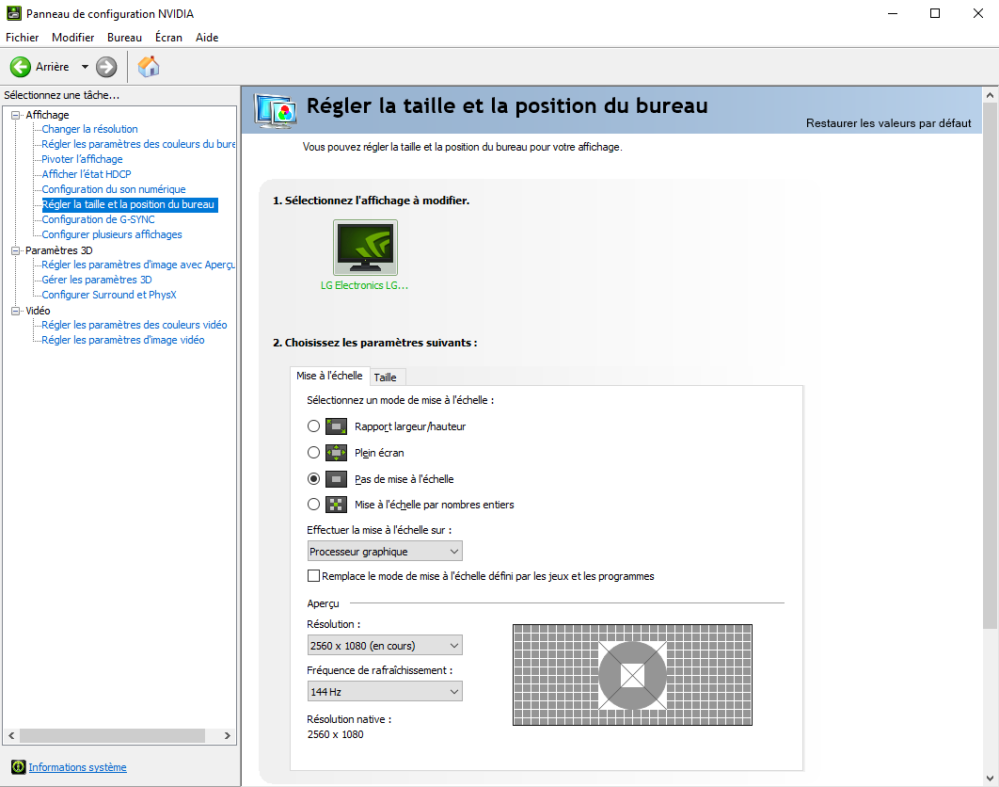 Panneau de configuration NVIDIA
Fichier Modifier Bureau Écran Aide
Arrière
Sélectionnez une tâche...
Affichage
Changer la résolution
Régler les paramètres des couleurs du bure
Pivoter l'affichage
Afficher l'état HDCP
Configuration du son numérique
Régler la taille et la position du bureau
Configuration de G-SYNC
Configurer plusieurs affichages
Paramètres 3D
Régler les paramètres d'image avec Aperçu
Gérer les paramètres 3D
Configurer Surround et PhysX
Vidéo
Régler les paramètres des couleurs vidéo
Régler les paramètres d'image vidéo
Informations système
Régler la taille et la position du bureau
Restaurer les valeurs par défaut
Vous pouvez régler la taille et la position du bureau pour votre affichage.
1. Sélectionnez l'affichage à modifier.
LG Electronics LG...
2. Choisissez les paramètres suivants :
Mise à l'échelle Taille
Sélectionnez un mode de mise à l'échelle :
Rapport largeur/hauteur
Plein écran
Pas de mise à l'échelle
Mise à l'échelle par nombres entiers
Effectuer la mise à l'échelle sur :
Processeur graphique
Remplace le mode de mise à l'échelle défini par les jeux et les programmes
Aperçu
Résolution :
2560 x 1080 (en cours)
Fréquence de rafraîchissement :
144 Hz
Résolution native :
2560 x 1080